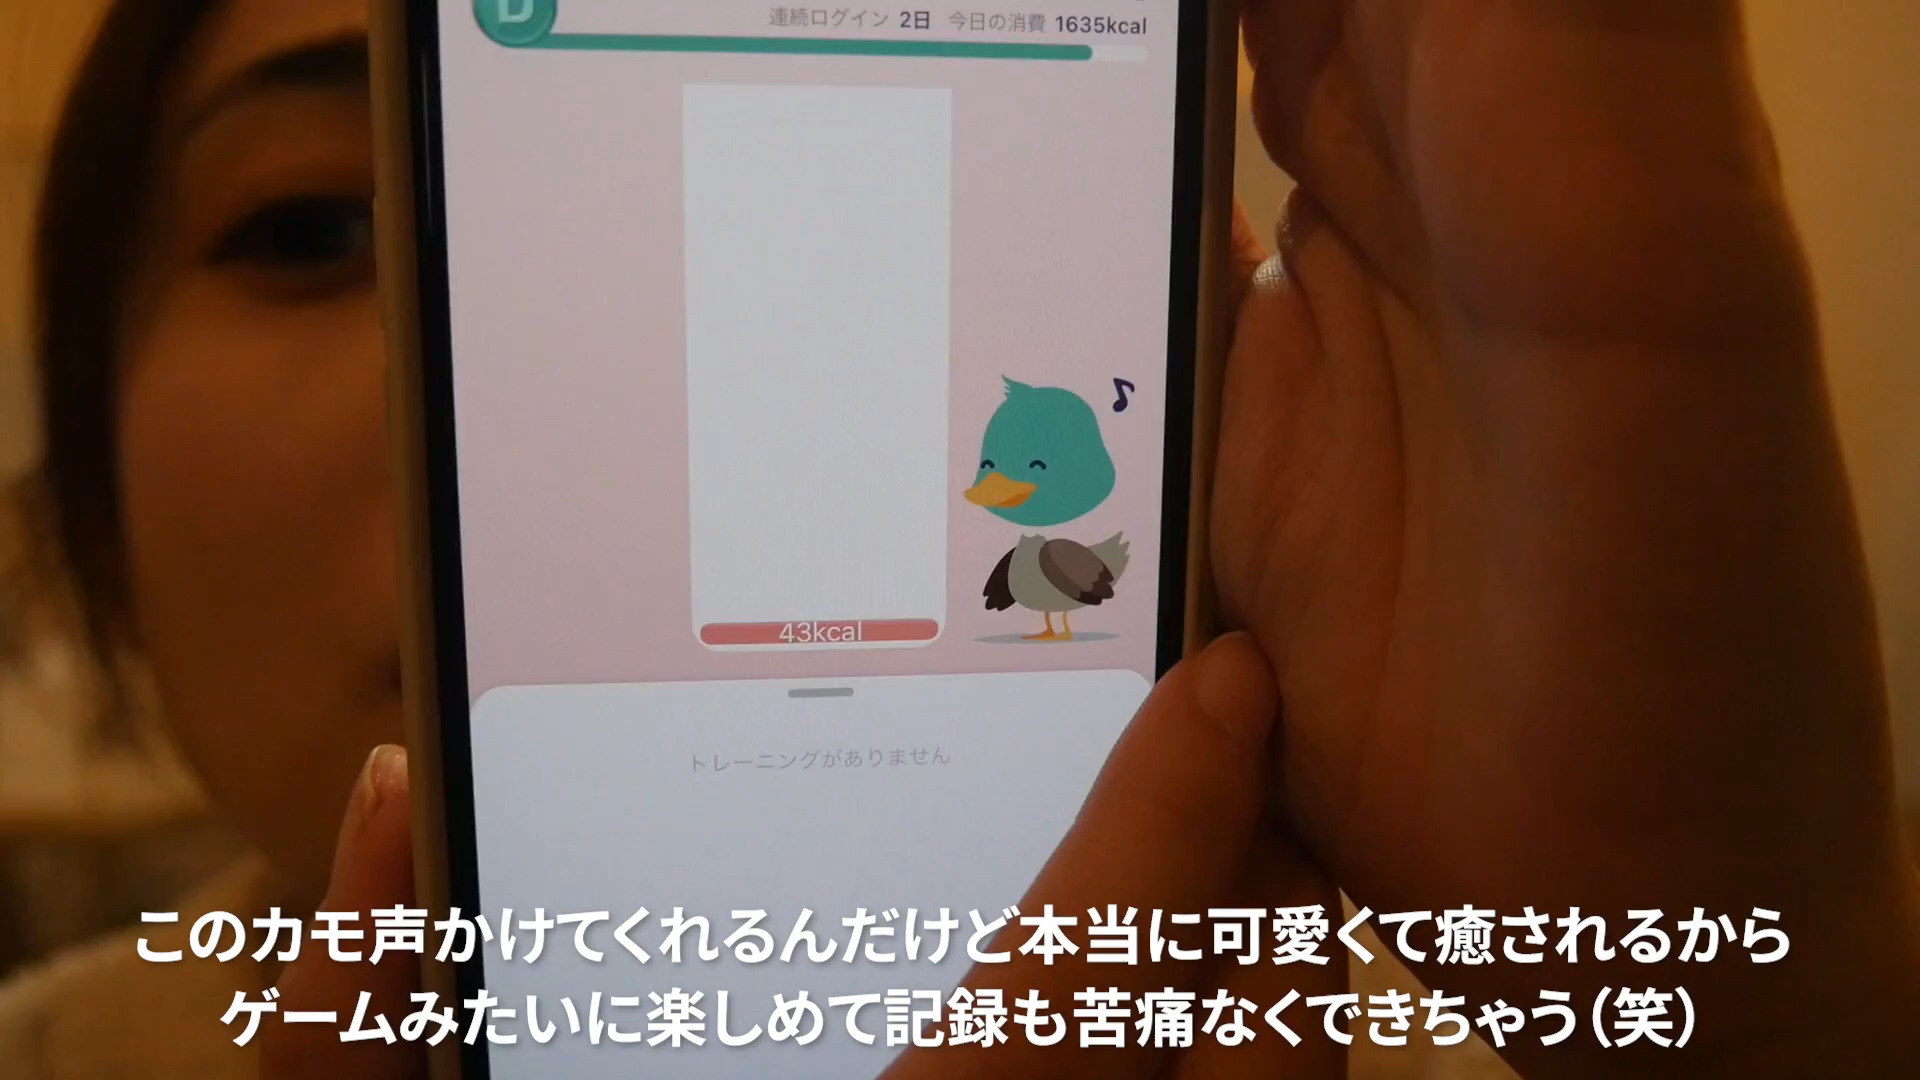 D
連続ログイン 2日 今日の消費 1635kcal
43kcal
トレーニングがありません
このカモ声かけてくれるんだけど本当に可愛くて癒されるから
ゲームみたいに楽しめて記録も苦痛なくできちゃう（笑）